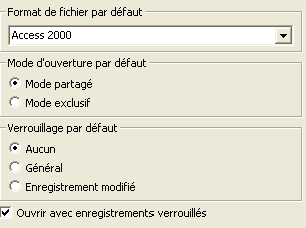 Format de fichier par défaut
Access 2000
Mode d'ouverture par défaut
Mode partagé
Mode exclusif
Verrouillage par défaut
Aucun
Général
Enregistrement modifié
Ouvrir avec enregistrements verrouillés